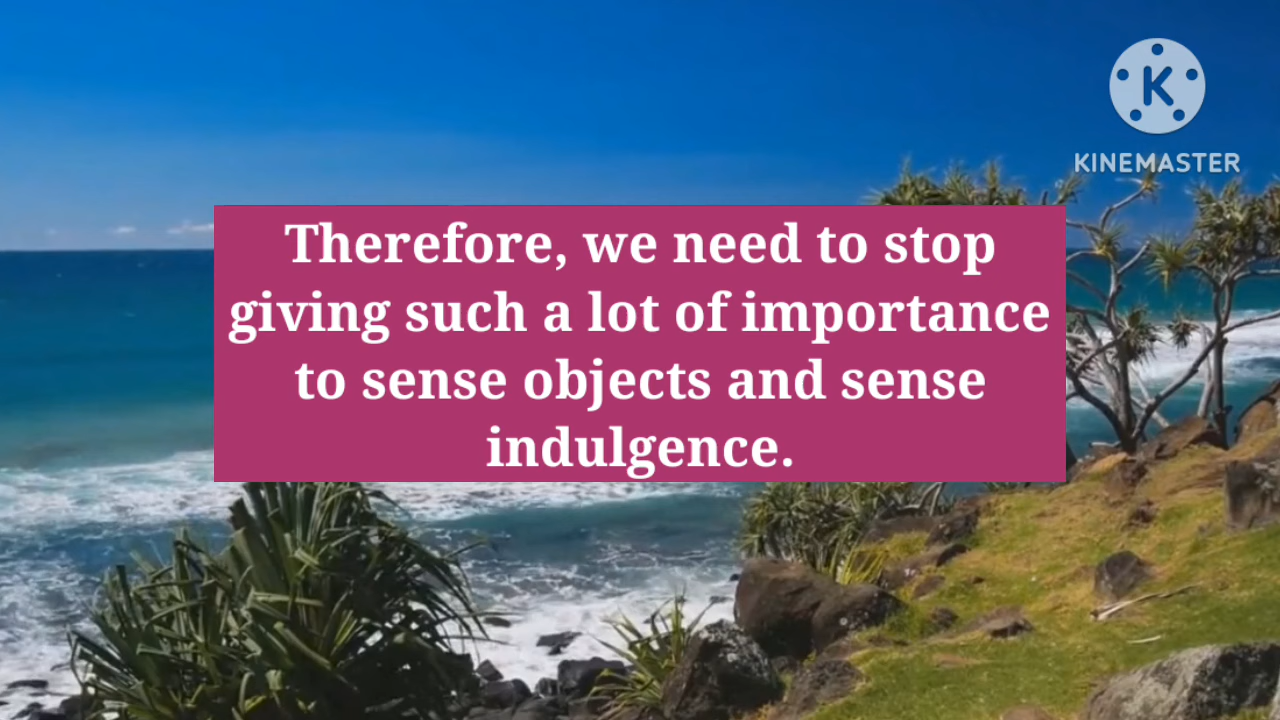 KINEMASTER
Therefore, we need to stop
giving such a lot of importance
to sense objects and sense
indulgence.